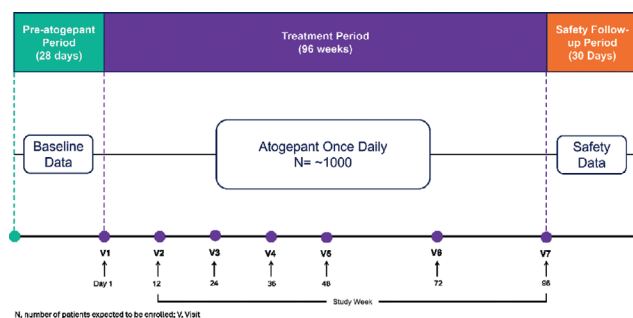 Pre-atogepant
Period
(28 days)
Treatment Period
(96 weeks)
Safety Follow-
up Period
(30 Days)
Baseline
Data
Atogepant Once Daily
N= ~1000
Safety
Data
V1 V2 V3 V4 V5 V6 V7
Day 1 12 24 36 48 72 96
Study Week
N, number of patients expected to be enrolled; V, Visit